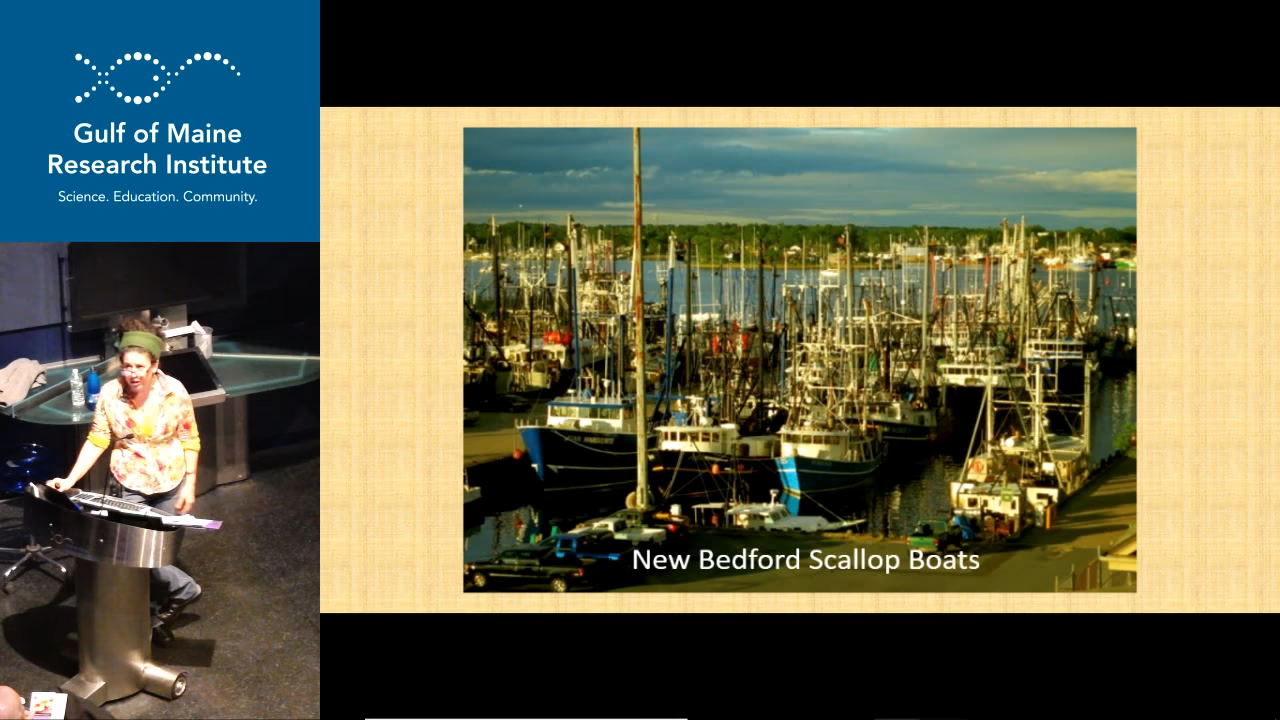 Gulf of Maine
Research Institute
Science. Education. Community.
New Bedford Scallop Boats